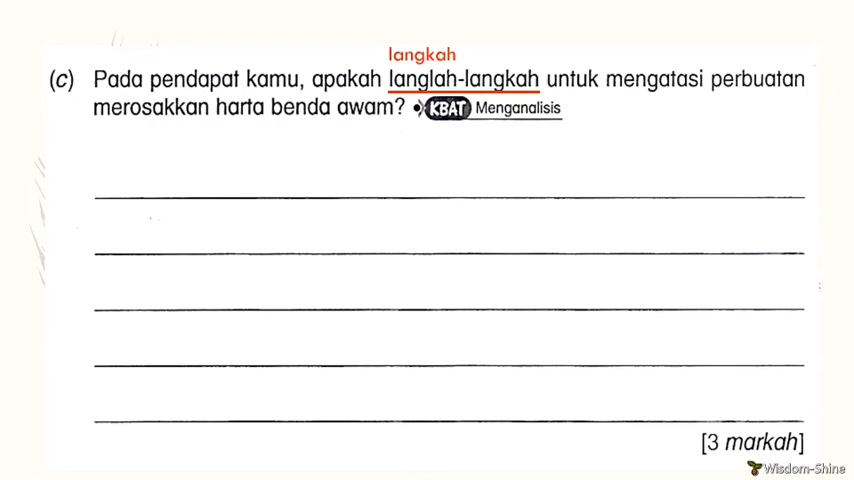 langkah
(c) Pada pendapat kamu, apakah langlah-langkah untuk mengatasi perbuatan
merosakkan harta benda awam? KBAT Menganalisis
[3 markah]
Wisdom-Shine